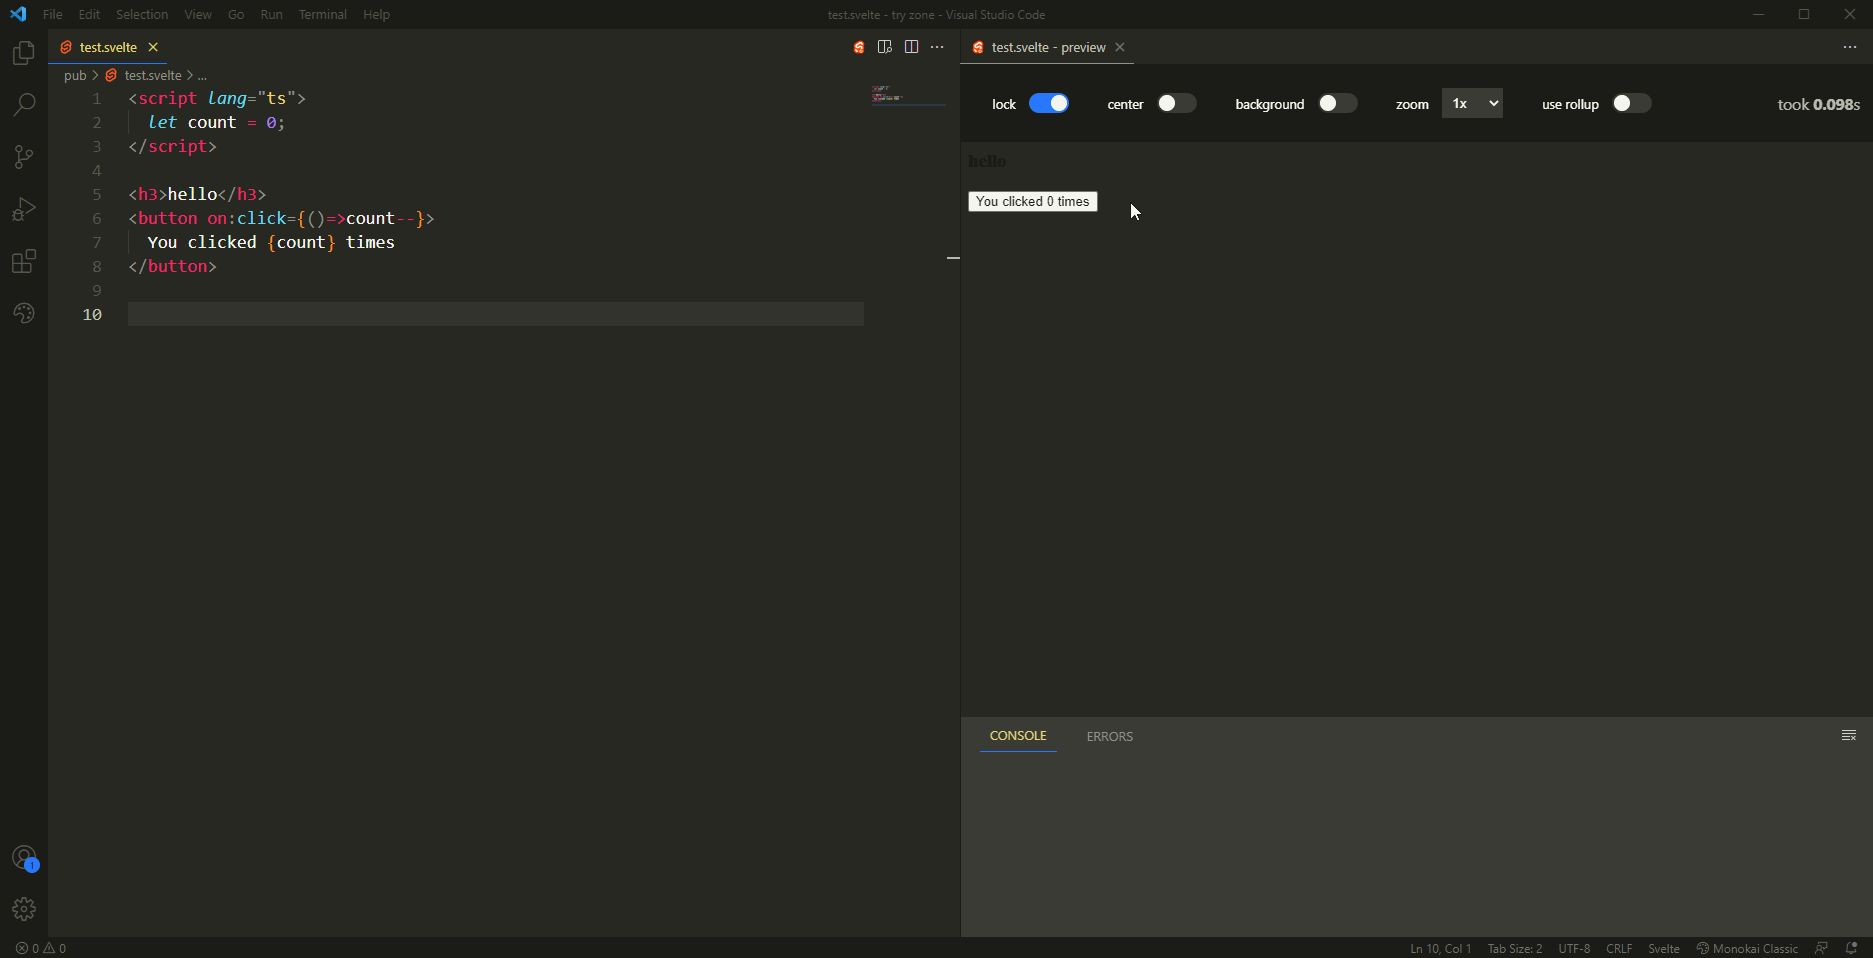 File Edit Selection View Go Run Terminal Help test.svelte - try zone - Visual Studio Code
test.svelte
pub > test.svelte > ...
1 <script lang="ts">
2 let count = 0;
3 </script>
4
5 <h3>hello</h3>
6 <button on:click={()=>count--}>
7 You clicked {count} times
8 </button>
9
10
test.svelte - preview
lock center background zoom 1x use rollup took 0.098s
hello
You clicked 0 times
CONSOLE ERRORS
1
0 0 Ln 10, Col 1 Tab Size: 2 UTF-8 CRLF Svelte Monokai Classic